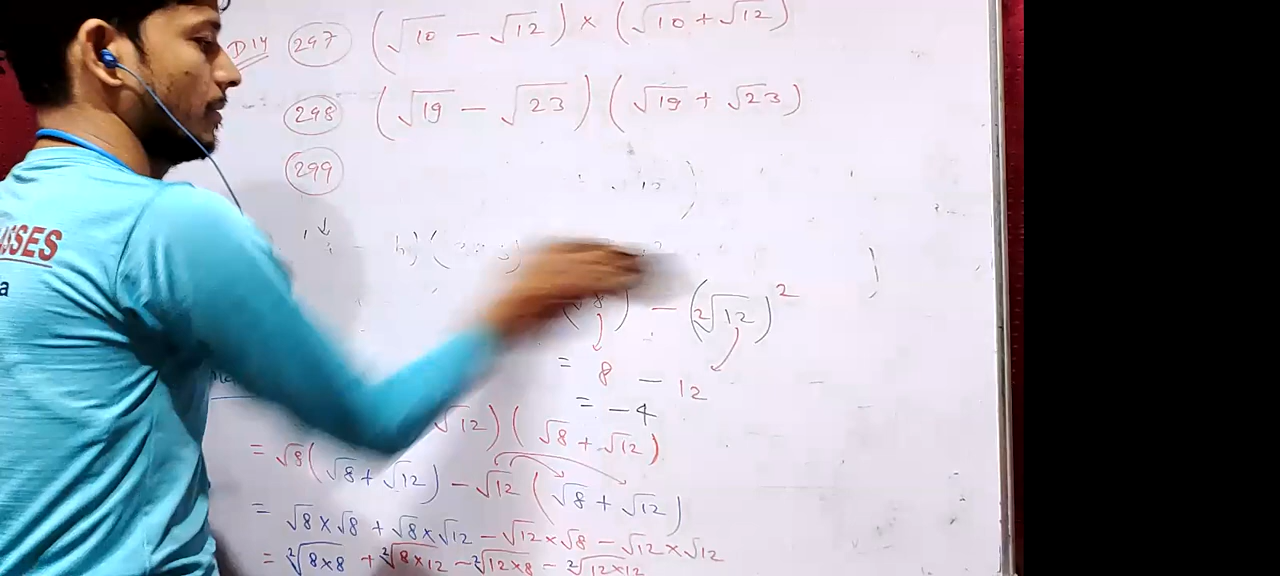 D14 297 (√10 − √12) × (√10 + √12)
298 (√19 − √23) (√19 + √23)
299
SSES
a
(√8) − (²√12)²
= 8 − 12
= −4
√12) (√8 + √12)
= √8(√8 + √12) − √12 (√8 + √12)
= √8×√8 + √8×√12 − √12×√8 − √12×√12
= ²√8×8 + ²√8×12 − ²√12×8 − ²√12×12